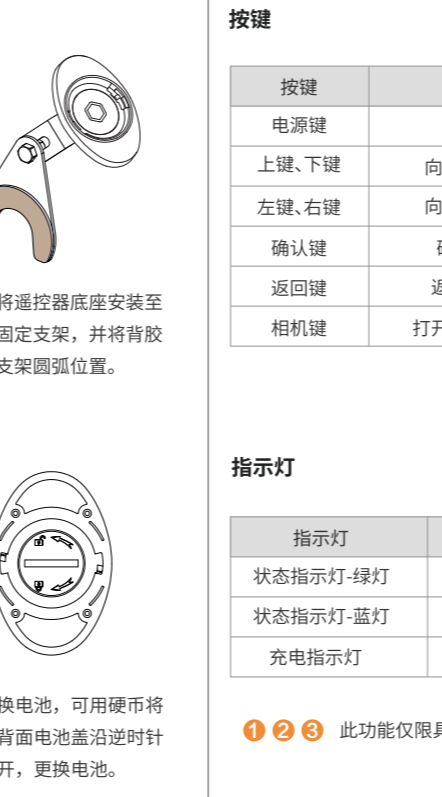 将遥控器底座安装至
固定支架，并将背胶
支架圆弧位置。
换电池，可用硬币将
背面电池盖沿逆时针
开，更换电池。
按键
按键
电源键
上键、下键 向
左键、右键 向
确认键
返回键
相机键 打开
指示灯
指示灯
状态指示灯-绿灯
状态指示灯-蓝灯
充电指示灯
1 2 3 此功能仅限